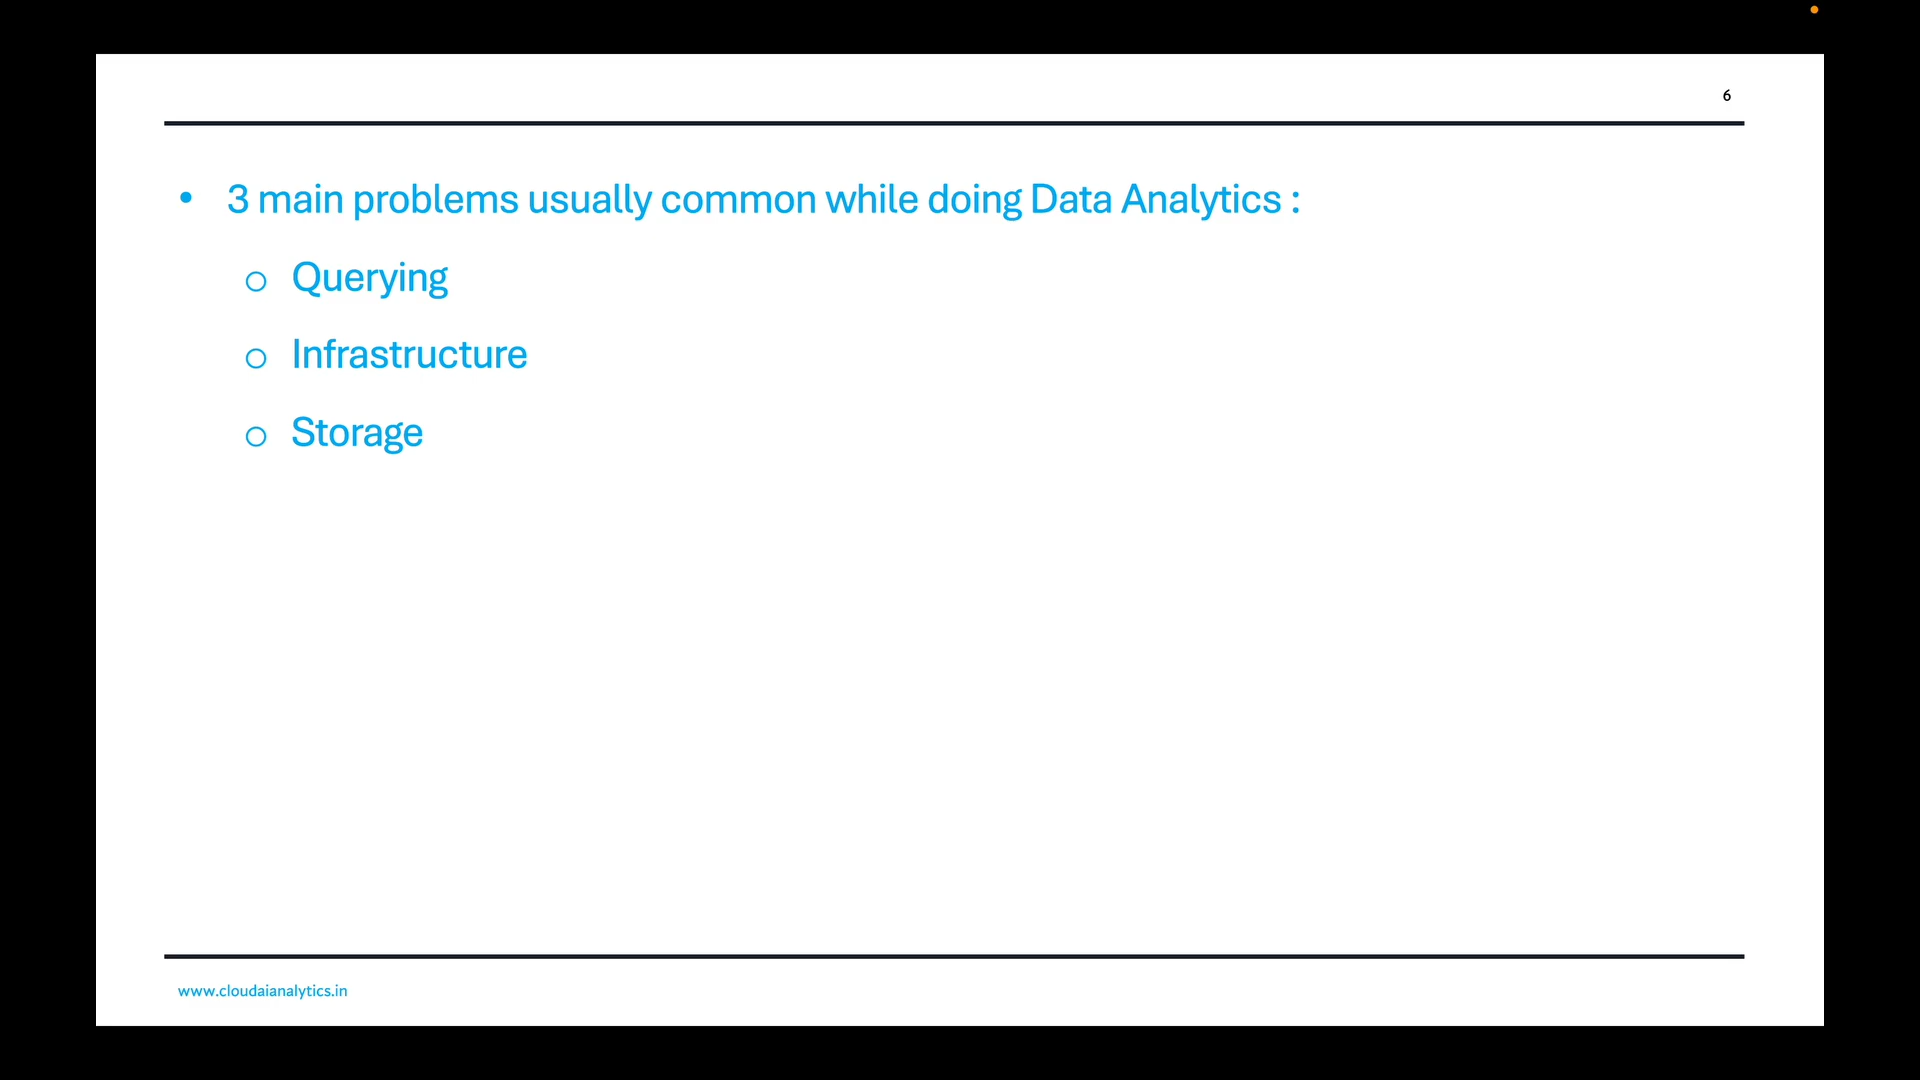 6
• 3 main problems usually common while doing Data Analytics :
o Querying
o Infrastructure
o Storage
www.cloudaianalytics.in